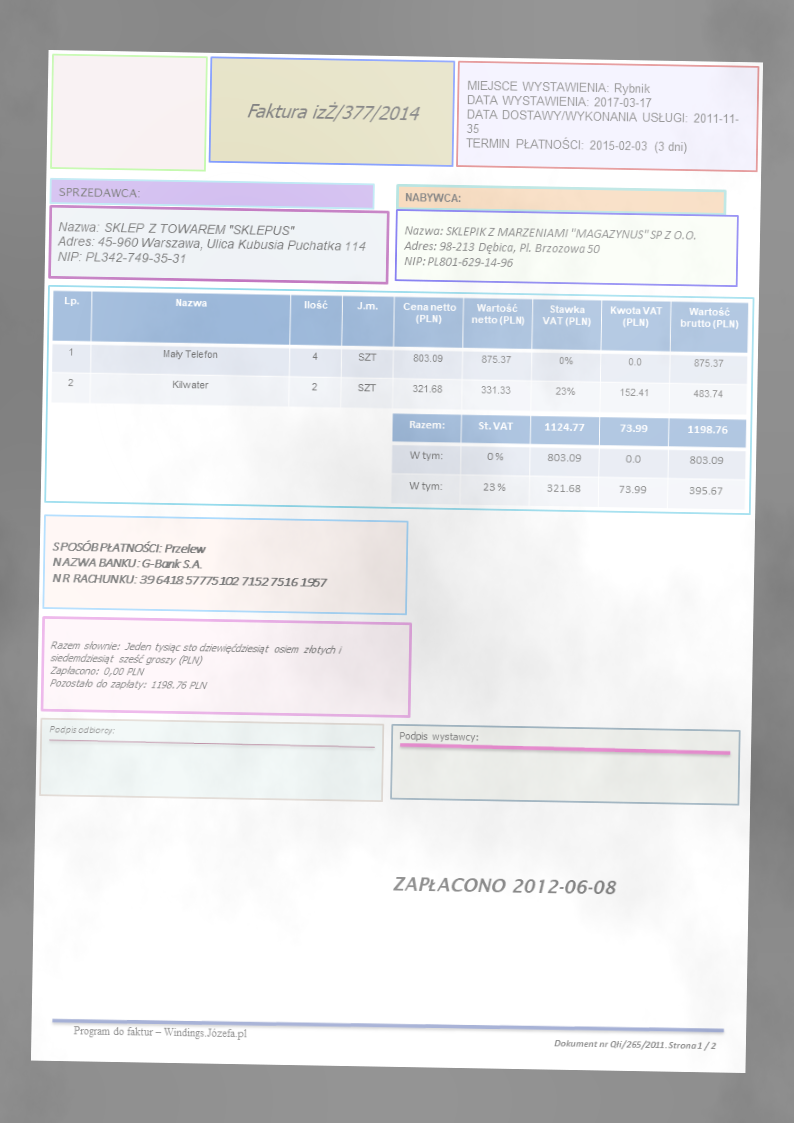 Faktura izŻ/377/2014
MIEJSCE WYSTAWIENIA: Rybnik
DATA WYSTAWIENIA: 2017-03-17
DATA DOSTAWY/WYKONANIA USŁUGI: 2011-11-
35
TERMIN PŁATNOŚCI: 2015-02-03 (3 dni)
SPRZEDAWCA:
Nazwa: SKLEP Z TOWAREM "SKLEPUS"
Adres: 45-960 Warszawa, Ulica Kubusia Puchatka 114
NIP: PL342-749-35-31
NABYWCA:
Nazwa: SKLEPIK Z MARZENIAMI "MAGAZYNUS" SP Z O.O.
Adres: 98-213 Dębica, Pl. Brzozowa 50
NIP: PL801-629-14-96
Lp. Nazwa Ilość J.m. Cena netto (PLN) Wartość netto (PLN) Stawka VAT (PLN) Kwota VAT (PLN) Wartość brutto (PLN)
1 Mały Telefon 4 SZT 803.09 875.37 0% 0.0 875.37
2 Kilwater 2 SZT 321.68 331.33 23% 152.41 483.74
Razem: St. VAT 1124.77 73.99 1198.76
W tym: 0 % 803.09 0.0 803.09
W tym: 23 % 321.68 73.99 395.67
SPOSÓB PŁATNOŚCI: Przelew
NAZWA BANKU: G-Bank S.A.
NR RACHUNKU: 39 6418 5777 5102 7152 7516 1957
Razem słownie: Jeden tysiąc sto dziewięćdziesiąt osiem złotych i
siedemdziesiąt sześć groszy (PLN)
Zapłacono: 0,00 PLN
Pozostało do zapłaty: 1198.76 PLN
Podpis odbiorcy:
Podpis wystawcy:
ZAPŁACONO 2012-06-08
Program do faktur – Windings.Józefa.pl
Dokument nr Qłi/265/2011. Strona 1 / 2